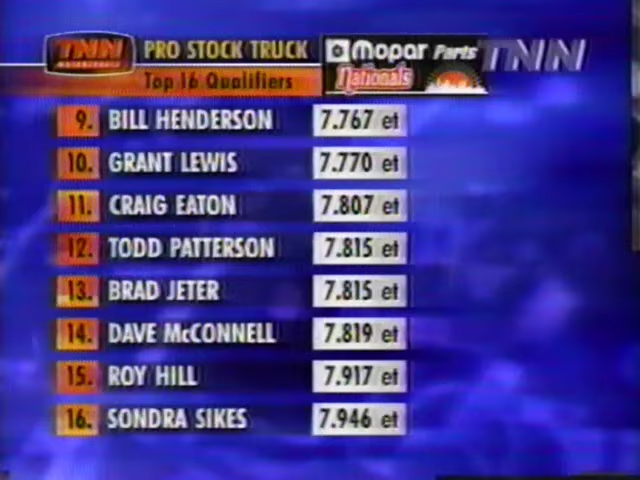 TNN PRO STOCK TRUCK Mopar Parts TNN
MOTORSPORTS Top 16 Qualifiers Nationals
9. BILL HENDERSON 7.767 et
10. GRANT LEWIS 7.770 et
11. CRAIG EATON 7.807 et
12. TODD PATTERSON 7.815 et
13. BRAD JETER 7.815 et
14. DAVE McCONNELL 7.819 et
15. ROY HILL 7.917 et
16. SONDRA SIKES 7.946 et